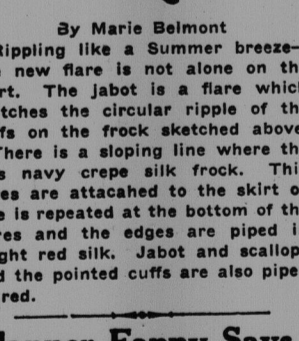 By Marie Belmont
Rippling like a Summer breeze—
new flare is not alone on th
rt. The jabot is a flare which
tches the circular ripple of th
fs on the frock sketched above
There is a sloping line where th
s navy crepe silk frock. Thi
es are attacahed to the skirt o
e is repeated at the bottom of th
res and the edges are piped i
ght red silk. Jabot and scallop
d the pointed cuffs are also pipe
red.
Fanny Says